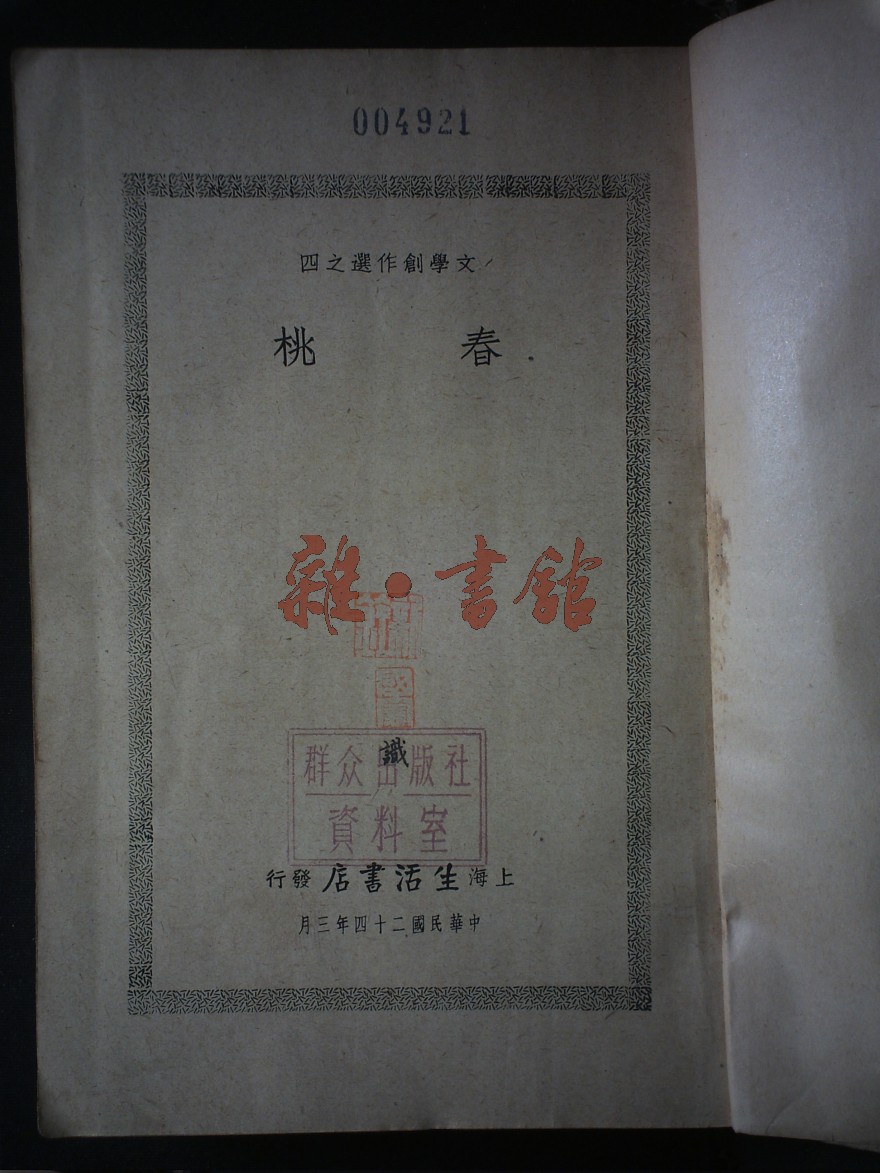 004921
文學創作選之四
春桃
雜·書館
國
識
群众出版社
資料室
上海生活書店發行
中華民國二十四年三月